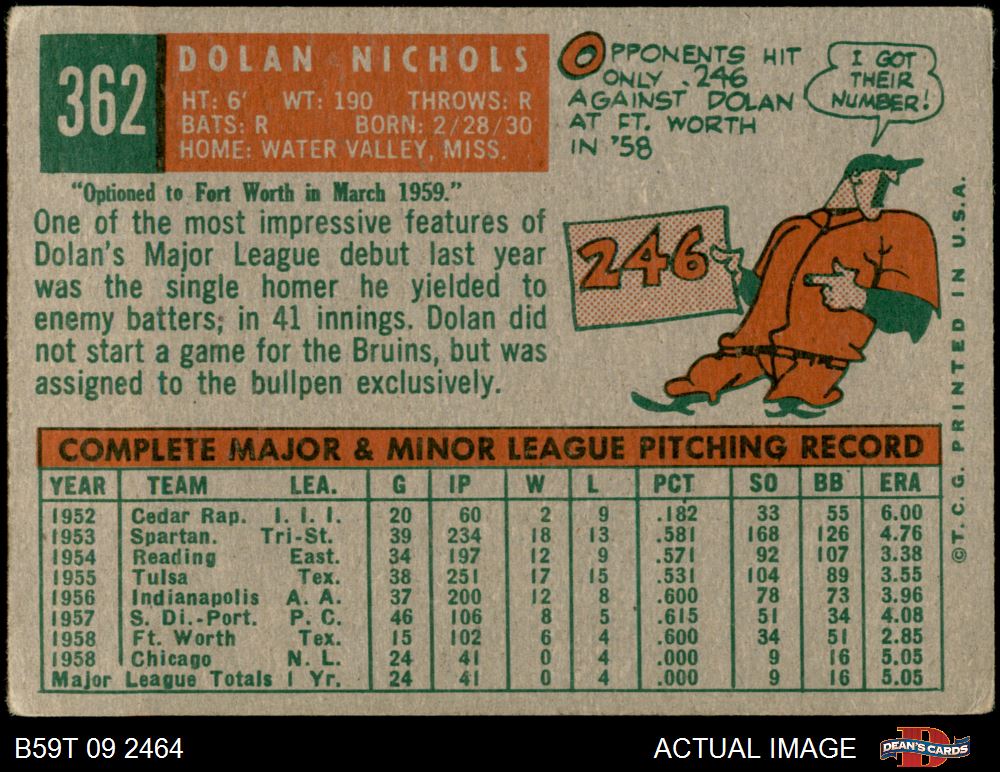 362
DOLAN NICHOLS
HT: 6' WT: 190 THROWS: R
BATS: R BORN: 2/28/30
HOME: WATER VALLEY, MISS.
"Optioned to Fort Worth in March 1959."
One of the most impressive features of
Dolan's Major League debut last year
was the single homer he yielded to
enemy batters; in 41 innings. Dolan did
not start a game for the Bruins, but was
assigned to the bullpen exclusively.
OPPONENTS HIT
ONLY .246
AGAINST DOLAN
AT FT. WORTH
IN '58
I GOT
THEIR
NUMBER!
246
COMPLETE MAJOR & MINOR LEAGUE PITCHING RECORD
YEAR TEAM LEA. G IP W L PCT SO BB ERA
1952 Cedar Rap. I. I. I. 20 60 2 9 .182 33 55 6.00
1953 Spartan. Tri-St. 39 234 18 13 .581 168 126 4.76
1954 Reading East. 34 197 12 9 .571 92 107 3.38
1955 Tulsa Tex. 38 251 17 15 .531 104 89 3.55
1956 Indianapolis A. A. 37 200 12 8 .600 78 73 3.96
1957 S. Di.-Port. P. C. 46 106 8 5 .615 51 34 4.08
1958 Ft. Worth Tex. 15 102 6 4 .600 34 51 2.85
1958 Chicago N. L. 24 41 0 4 .000 9 16 5.05
Major League Totals 1 Yr. 24 41 0 4 .000 9 16 5.05
©T. C. G. PRINTED IN U.S.A.
B59T 09 2464
ACTUAL IMAGE
D
DEAN'S CARDS